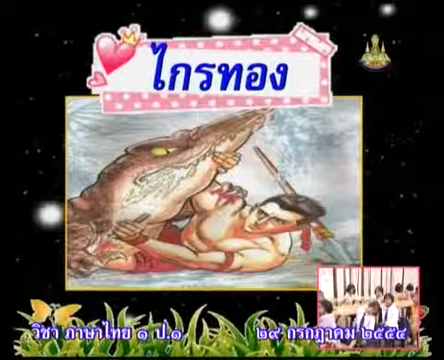 ไกรทอง
วิชา ภาษาไทย ๑ ป.๑
๒๙ กรกฎาคม ๒๕๕๔